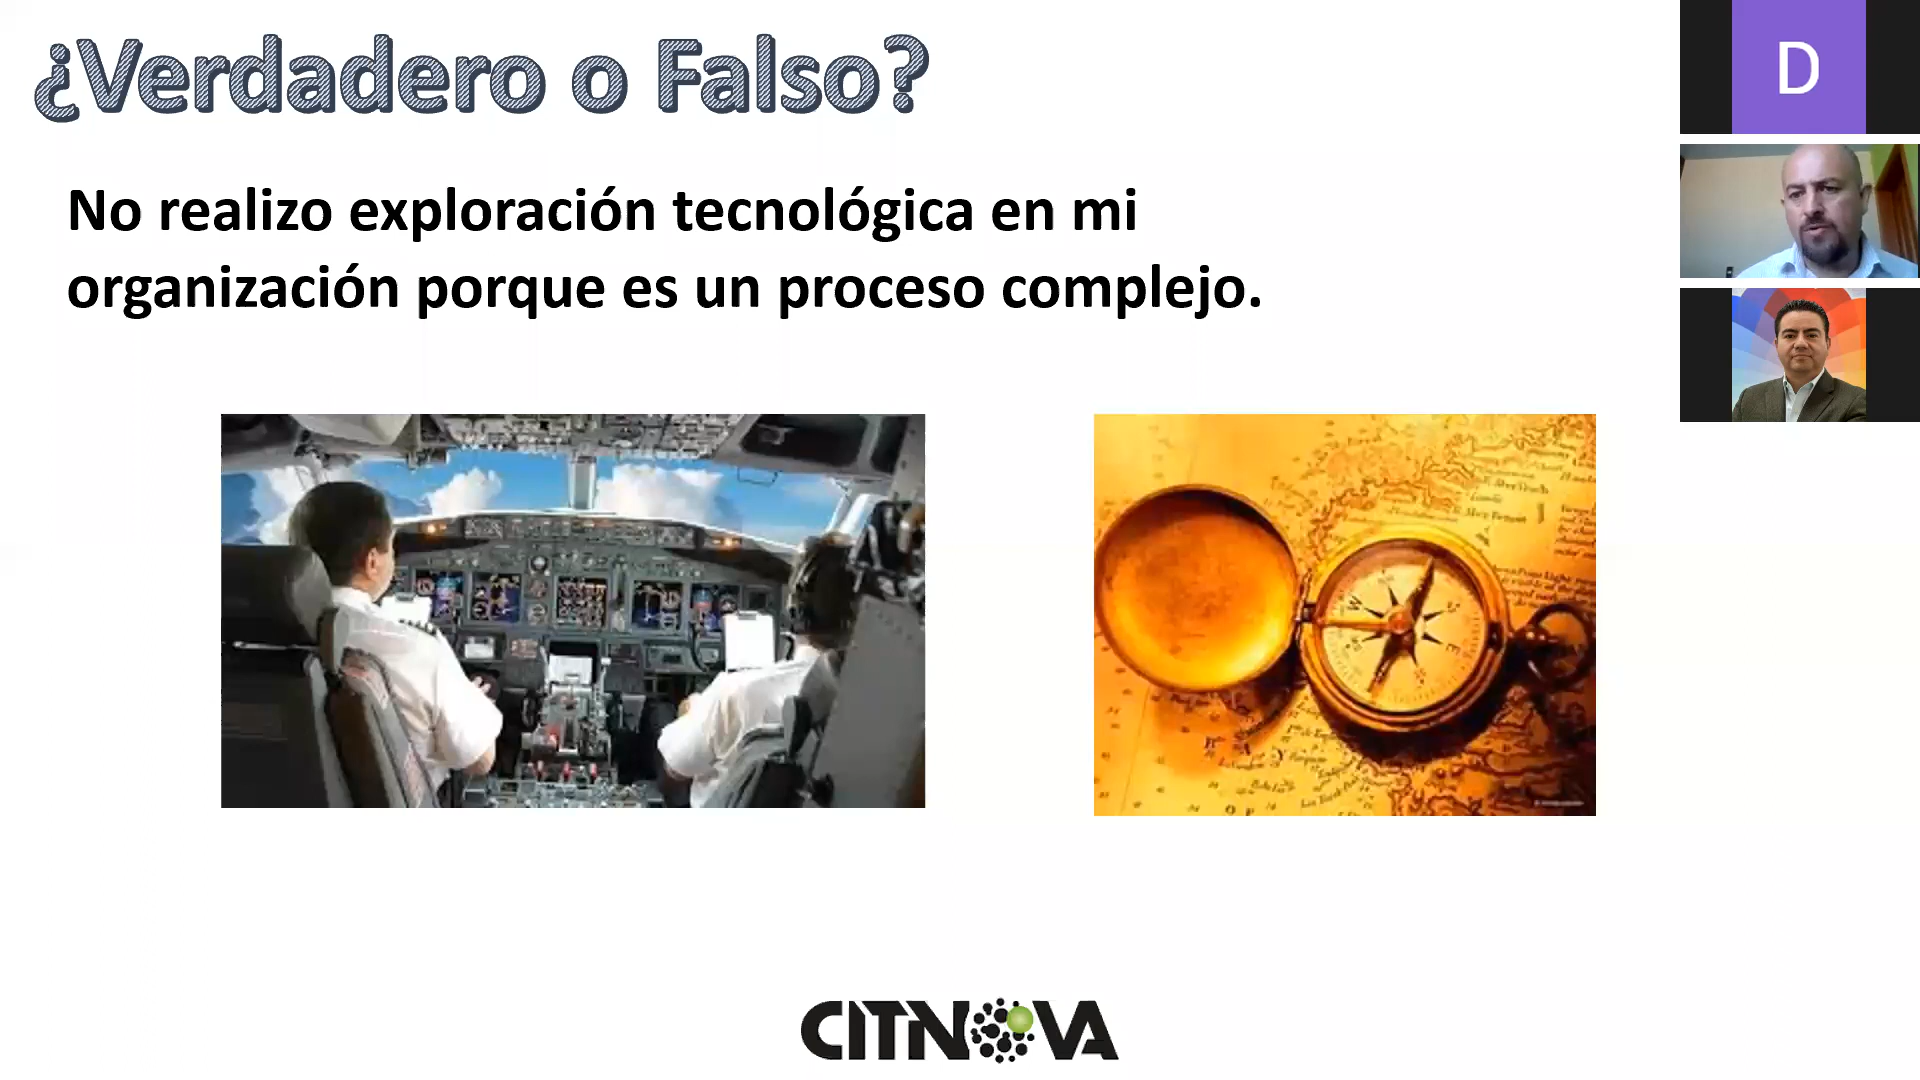 ¿Verdadero o Falso?
D
No realizo exploración tecnológica en mi
organización porque es un proceso complejo.
W
S
E
CITNOVA